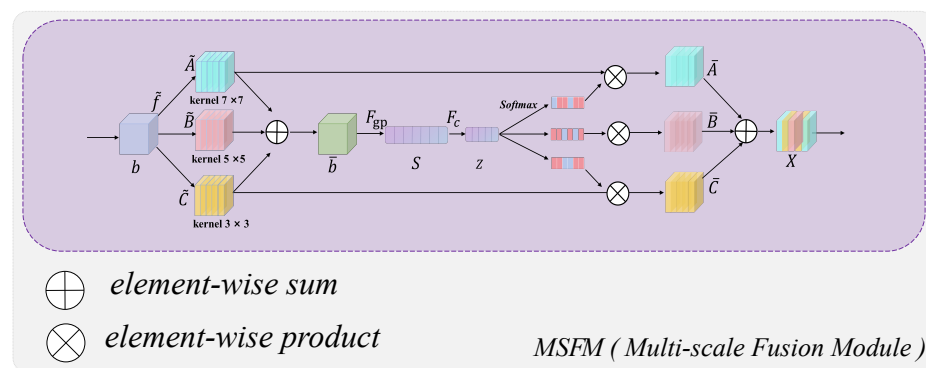 Ã
kernel 7 ×7
f̃
B̃
kernel 5 ×5
C̃
kernel 3 × 3
b
b̄
F_gp
S
F_c
z
Softmax
Ā
B̄
C̄
X
element-wise sum
element-wise product
MSFM ( Multi-scale Fusion Module )